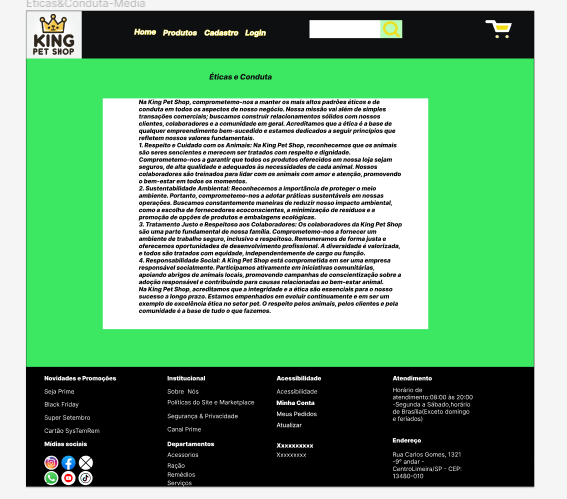 Éticas&Conduta-Média
KING
PET SHOP
Home Produtos Cadastro Login
Éticas e Conduta
Na King Pet Shop, comprometemo-nos a manter os mais altos padrões éticos e de
conduta em todos os aspectos de nosso negócio. Nossa missão vai além de simples
transações comerciais; buscamos construir relacionamentos sólidos com nossos
clientes, colaboradores e a comunidade em geral. Acreditamos que a ética é a base de
qualquer empreendimento bem-sucedido e estamos dedicados a seguir princípios que
refletem nossos valores fundamentais.
1. Respeito e Cuidado com os Animais: Na King Pet Shop, reconhecemos que os animais
são seres sencientes e merecem ser tratados com respeito e dignidade.
Comprometemo-nos a garantir que todos os produtos oferecidos em nossa loja sejam
seguros, de alta qualidade e adequados às necessidades de cada animal. Nossos
colaboradores são treinados para lidar com os animais com amor e atenção, promovendo
o bem-estar em todos os momentos.
2. Sustentabilidade Ambiental: Reconhecemos a importância de proteger o meio
ambiente. Portanto, comprometemo-nos a adotar práticas sustentáveis em nossas
operações. Buscamos constantemente maneiras de reduzir nosso impacto ambiental,
como a escolha de fornecedores ecoconscientes, a minimização de resíduos e a
promoção de opções de produtos e embalagens ecológicas.
3. Tratamento Justo e Respeitoso aos Colaboradores: Os colaboradores da King Pet Shop
são uma parte fundamental de nossa família. Comprometemo-nos a fornecer um
ambiente de trabalho seguro, inclusivo e respeitoso. Remuneramos de forma justa e
oferecemos oportunidades de desenvolvimento profissional. A diversidade é valorizada,
e todos são tratados com equidade, independentemente de cargo ou função.
4. Responsabilidade Social: A King Pet Shop está comprometida em ser uma empresa
responsável socialmente. Participamos ativamente em iniciativas comunitárias,
apoiando abrigos de animais locais, promovendo campanhas de conscientização sobre a
adoção responsável e contribuindo para causas relacionadas ao bem-estar animal.
Na King Pet Shop, acreditamos que a integridade e a ética são essenciais para o nosso
sucesso a longo prazo. Estamos empenhados em evoluir continuamente e em ser um
exemplo de excelência ética no setor pet. O respeito pelos animais, pelos clientes e pela
comunidade é a base de tudo o que fazemos.
Novidades e Promoções
Seja Prime
Black Friday
Super Setembro
Cartão SysTemRem
Mídias sociais
Institucional
Sobre Nós
Políticas do Site e Marketplace
Segurança & Privacidade
Canal Prime
Departamentos
Acessorios
Ração
Remédios
Serviços
Acessibilidade
Acessibilidade
Minha Conta
Meus Pedidos
Atualizar
Xxxxxxxxxx
Xxxxxxxxx
Atendimento
Horário de
atendimento:08:00 às 20:00
-Segunda a Sábado,horário
de Brasília(Exceto domingo
e feriados)
Endereço
Rua Carlos Gomes, 1321
-9º andar -
CentroLimeira/SP - CEP:
13480-010